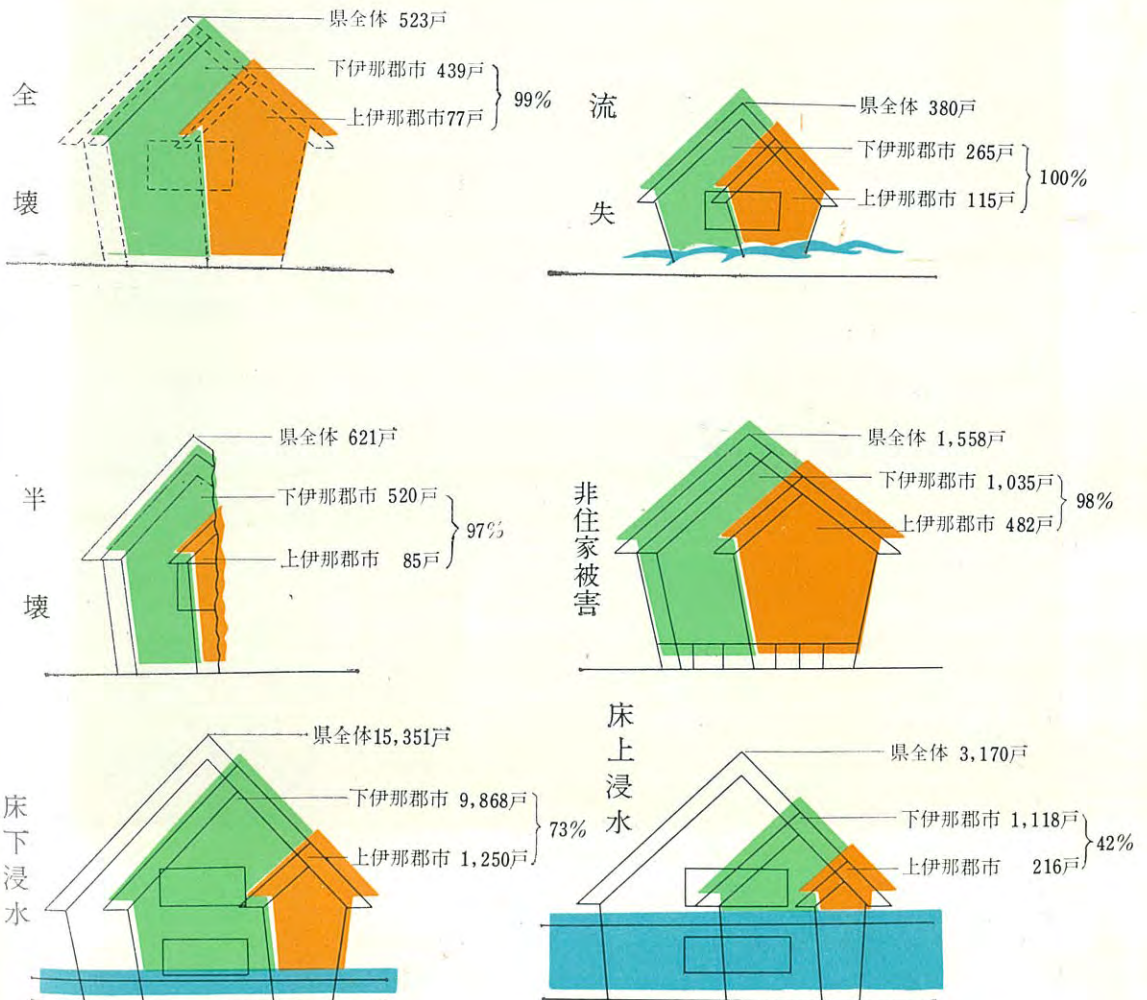 全壊
県全体 523戸
下伊那郡市 439戸
上伊那郡市77戸
99%
流失
県全体 380戸
下伊那郡市 265戸
上伊那郡市 115戸
100%
半壊
県全体 621戸
下伊那郡市 520戸
上伊那郡市 85戸
97%
非住家被害
県全体 1,558戸
下伊那郡市 1,035戸
上伊那郡市 482戸
98%
床下浸水
県全体15,351戸
下伊那郡市 9,868戸
上伊那郡市 1,250戸
73%
床上浸水
県全体 3,170戸
下伊那郡市 1,118戸
上伊那郡市 216戸
42%